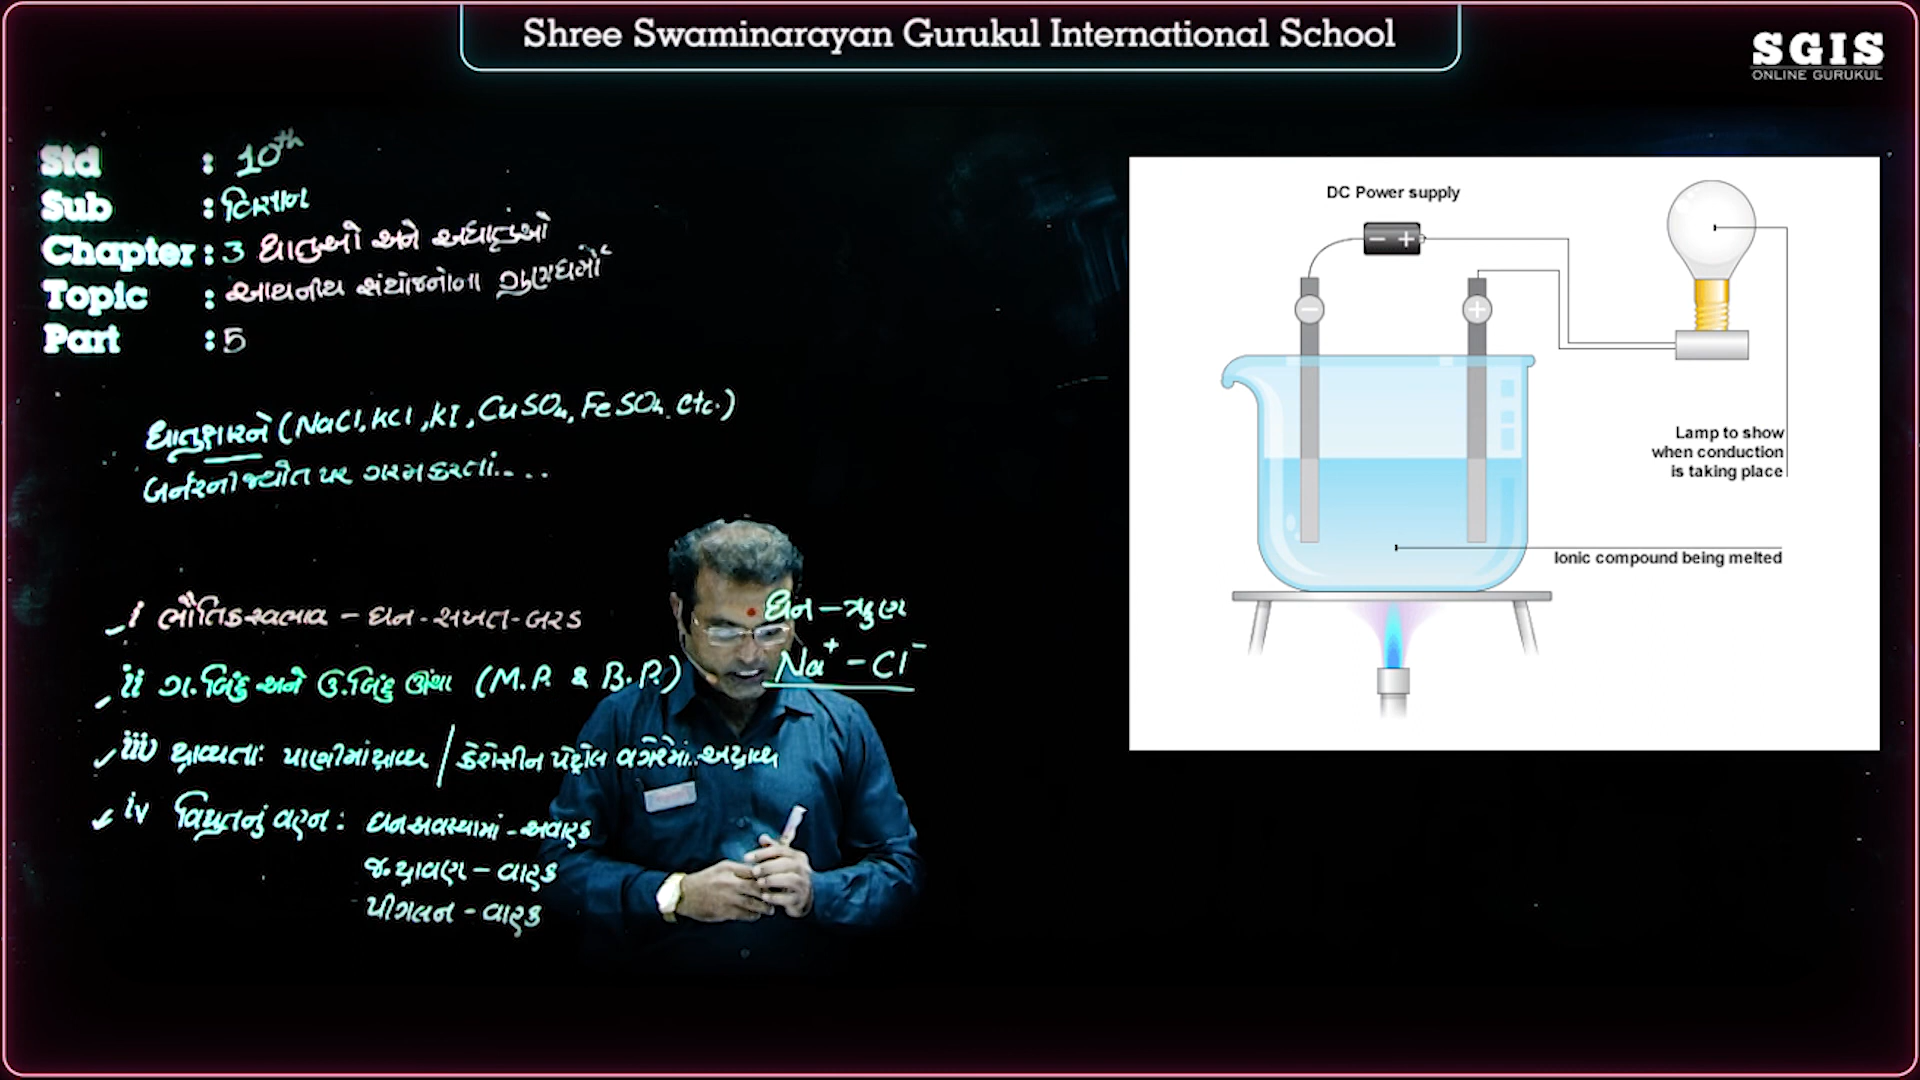 Shree Swaminarayan Gurukul International School
SGIS
ONLINE GURUKUL
Std : 10th
Sub : વિજ્ઞાન
Chapter : 3 ધાતુઓ અને અધાતુઓ
Topic : આયનીય સંયોજનોના ગુણધર્મો
Part : 5
ધાતુક્ષારને (NaCl, KCl, KI, CuSO4, FeSO4 etc.)
બર્નરની જ્યોત પર ગરમ કરતાં....
i ભૌતિક સ્વભાવ - ઘન - સખત - બરડ
ધન - ઋણ
Na+ - Cl-
ii ગ.બિંદુ અને ઉ.બિંદુ ઊંચા (M.P. & B.P.)
iii દ્રાવ્યતા: પાણીમાં દ્રાવ્ય / કેરોસીન પેટ્રોલ વગેરેમાં..અદ્રાવ્ય
iv વિદ્યુતનું વહન : ઘન અવસ્થામાં - અવાહક
જ.દ્રાવણ - વાહક
પીગલન - વાહક
DC Power supply
- +
- +
Lamp to show
when conduction
is taking place
Ionic compound being melted